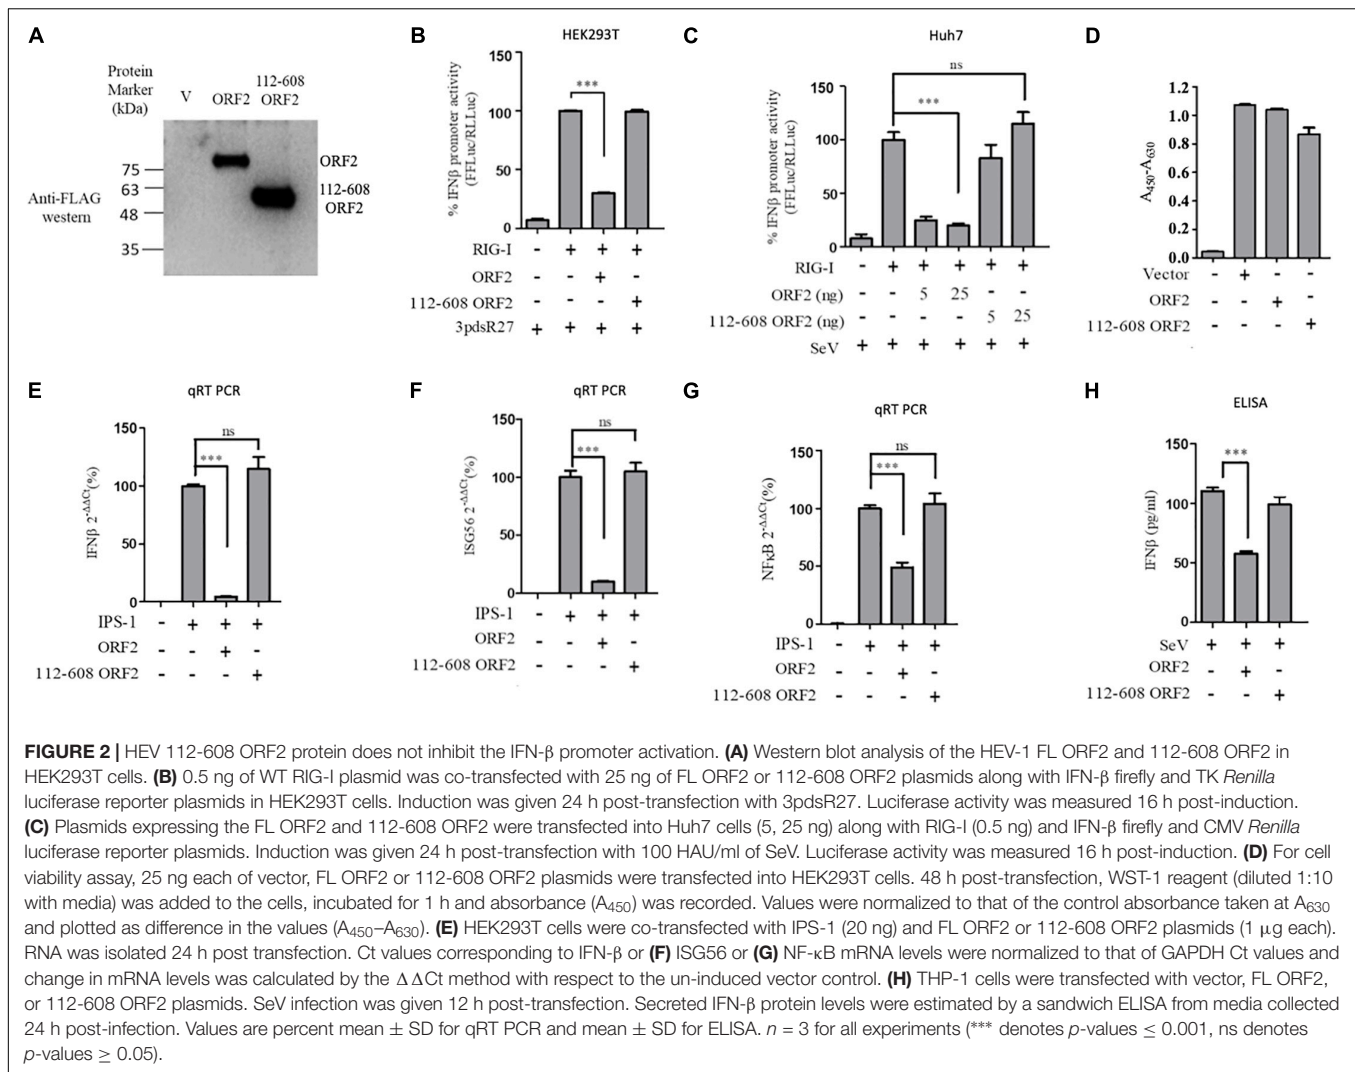 A
Protein
Marker
(kDa)
V
ORF2
112-608
ORF2
75
63
48
35
Anti-FLAG
western
ORF2
112-608
ORF2
B
HEK293T
% IFNβ promoter activity
(FFLuc/RLLuc)
150
100
50
0
***
RIG-I - + + +
ORF2 - - + -
112-608 ORF2 - - - +
3pdsR27 + + + +
C
Huh7
% IFNβ promoter activity
(FFLuc/RLLuc)
150
100
50
0
ns
***
RIG-I - + + + + +
ORF2 (ng) - - 5 25 - -
112-608 ORF2 (ng) - - - - 5 25
SeV + + + + + +
D
A450-A630
1.2
1.0
0.8
0.6
0.4
0.2
0.0
Vector - + - -
ORF2 - - + -
112-608 ORF2 - - - +
E
qRT PCR
IFNβ 2-ΔΔCt(%)
150
100
50
0
ns
***
IPS-1 - + + +
ORF2 - - + -
112-608 ORF2 - - - +
F
qRT PCR
ISG56 2-ΔΔCt(%)
150
100
50
0
ns
***
IPS-1 - + + +
ORF2 - - + -
112-608 ORF2 - - - +
G
qRT PCR
NFκB 2-ΔΔCt(%)
150
100
50
0
ns
***
IPS-1 - + + +
ORF2 - - + -
112-608 ORF2 - - - +
H
ELISA
IFNβ (pg/ml)
150
100
50
0
***
SeV + + +
ORF2 - + -
112-608 ORF2 - - +
FIGURE 2 | HEV 112-608 ORF2 protein does not inhibit the IFN-β promoter activation. (A) Western blot analysis of the HEV-1 FL ORF2 and 112-608 ORF2 in
HEK293T cells. (B) 0.5 ng of WT RIG-I plasmid was co-transfected with 25 ng of FL ORF2 or 112-608 ORF2 plasmids along with IFN-β firefly and TK Renilla
luciferase reporter plasmids in HEK293T cells. Induction was given 24 h post-transfection with 3pdsR27. Luciferase activity was measured 16 h post-induction.
(C) Plasmids expressing the FL ORF2 and 112-608 ORF2 were transfected into Huh7 cells (5, 25 ng) along with RIG-I (0.5 ng) and IFN-β firefly and CMV Renilla
luciferase reporter plasmids. Induction was given 24 h post-transfection with 100 HAU/ml of SeV. Luciferase activity was measured 16 h post-induction. (D) For cell
viability assay, 25 ng each of vector, FL ORF2 or 112-608 ORF2 plasmids were transfected into HEK293T cells. 48 h post-transfection, WST-1 reagent (diluted 1:10
with media) was added to the cells, incubated for 1 h and absorbance (A450) was recorded. Values were normalized to that of the control absorbance taken at A630
and plotted as difference in the values (A450–A630). (E) HEK293T cells were co-transfected with IPS-1 (20 ng) and FL ORF2 or 112-608 ORF2 plasmids (1 μg each).
RNA was isolated 24 h post transfection. Ct values corresponding to IFN-β or (F) ISG56 or (G) NF-κB mRNA levels were normalized to that of GAPDH Ct values and
change in mRNA levels was calculated by the ΔΔCt method with respect to the un-induced vector control. (H) THP-1 cells were transfected with vector, FL ORF2,
or 112-608 ORF2 plasmids. SeV infection was given 12 h post-transfection. Secreted IFN-β protein levels were estimated by a sandwich ELISA from media collected
24 h post-infection. Values are percent mean ± SD for qRT PCR and mean ± SD for ELISA. n = 3 for all experiments (*** denotes p-values ≤ 0.001, ns denotes
p-values ≥ 0.05).